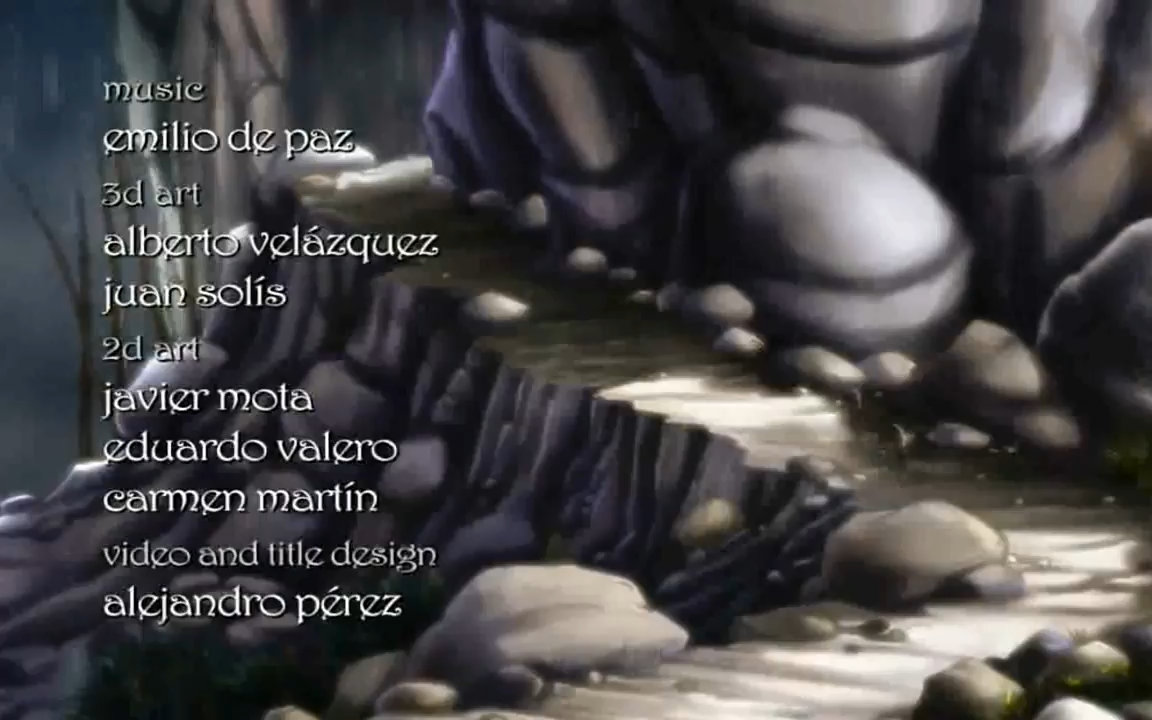 music
emilio de paz
3d art
alberto velázquez
juan solís
2d art
javier mota
eduardo valero
carmen martín
video and title design
alejandro pérez